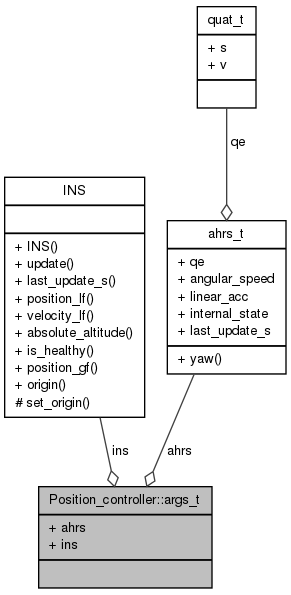 quat_t
+ s
+ v
qe
INS
+ INS()
+ update()
+ last_update_s()
+ position_lf()
+ velocity_lf()
+ absolute_altitude()
+ is_healthy()
+ position_gf()
+ origin()
# set_origin()
ahrs_t
+ qe
+ angular_speed
+ linear_acc
+ internal_state
+ last_update_s
+ yaw()
ins
ahrs
Position_controller::args_t
+ ahrs
+ ins